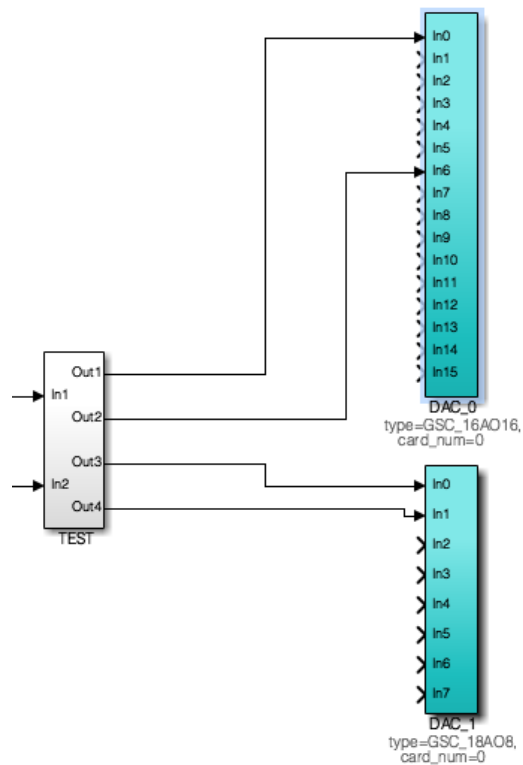 In0
In1
In2
In3
In4
In5
In6
In7
In8
In9
In10
In11
In12
In13
In14
In15
DAC_0
type=GSC_16AO16,
card_num=0
Out1
In1
Out2
Out3
In2
Out4
TEST
In0
In1
In2
In3
In4
In5
In6
In7
DAC_1
type=GSC_18AO8,
card_num=0